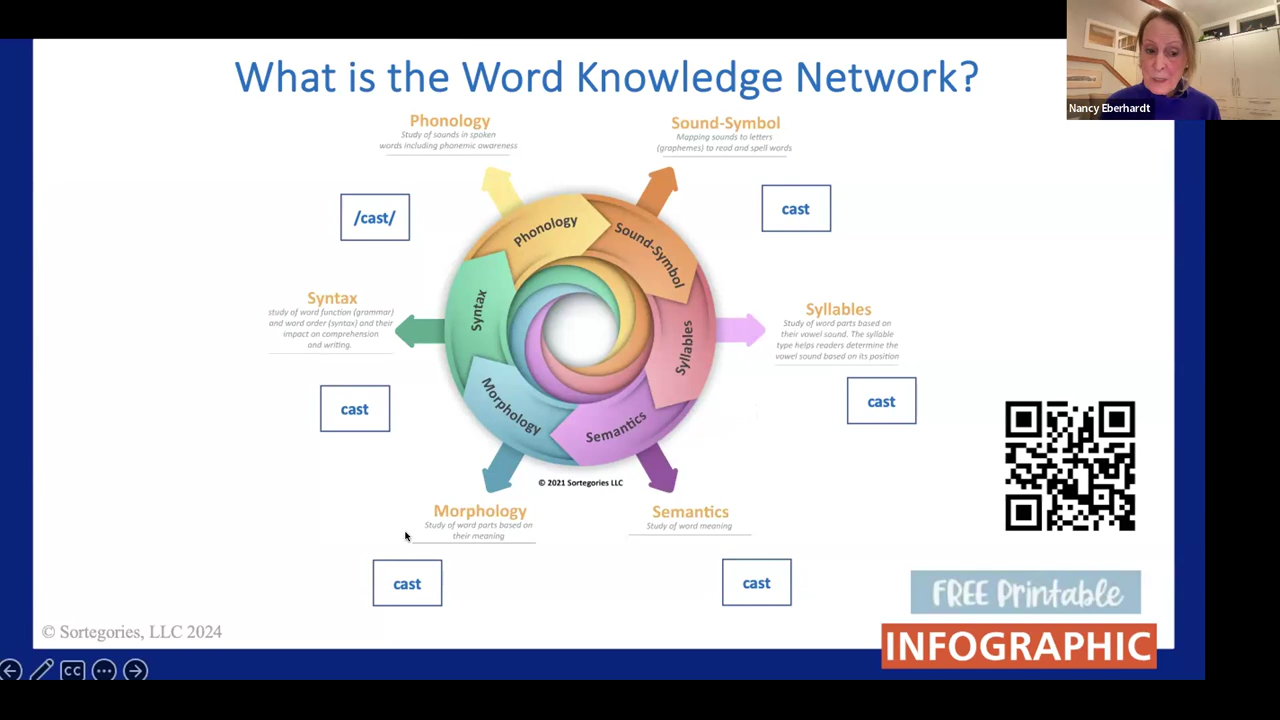 What is the Word Knowledge Network?
Nancy Eberhardt
Phonology
Study of sounds in spoken
words including phonemic awareness
Sound-Symbol
Mapping sounds to letters
(graphemes) to read and spell words
/cast/
cast
Phonology
Sound-Symbol
Syntax
study of word function (grammar)
and word order (syntax) and their
impact on comprehension
and writing.
Syntax
Syllables
Syllables
Study of word parts based on
their vowel sound. The syllable
type helps readers determine the
vowel sound based on its position
cast
Morphology
Semantics
cast
© 2021 Sortegories LLC
Morphology
Study of word parts based on
their meaning
Semantics
Study of word meaning
cast
cast
FREE Printable
INFOGRAPHIC
© Sortegories, LLC 2024
CC